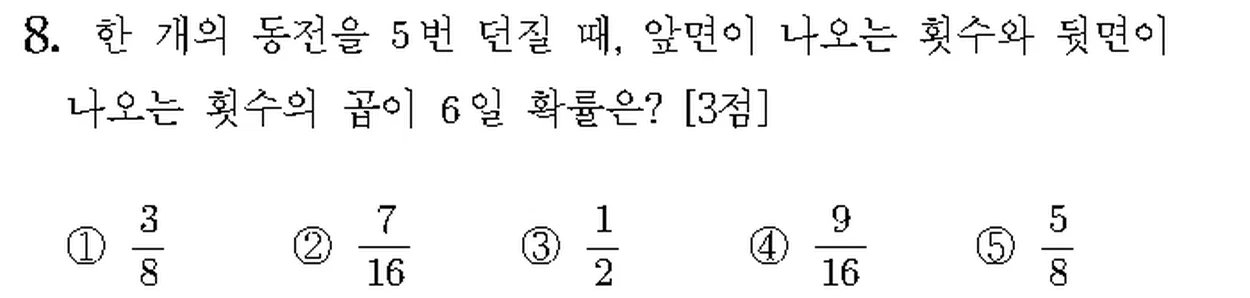 8. 한 개의 동전을 5번 던질 때, 앞면이 나오는 횟수와 뒷면이
나오는 횟수의 곱이 6일 확률은? [3점]
① 3/8 ② 7/16 ③ 1/2 ④ 9/16 ⑤ 5/8